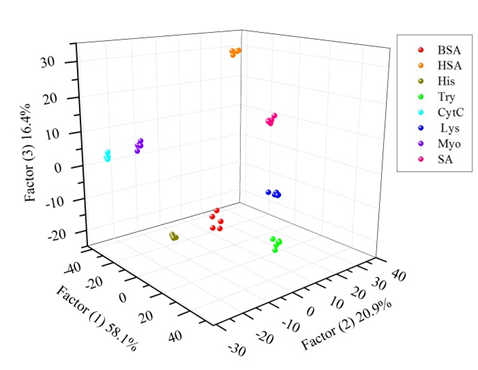 30
20
10
0
-10
-20
Factor (3) 16.4%
-40
-20
0
20
40
Factor (1) 58.1%
-30
-20
-10
0
10
20
30
40
Factor (2) 20.9%
BSA
HSA
His
Try
CytC
Lys
Myo
SA